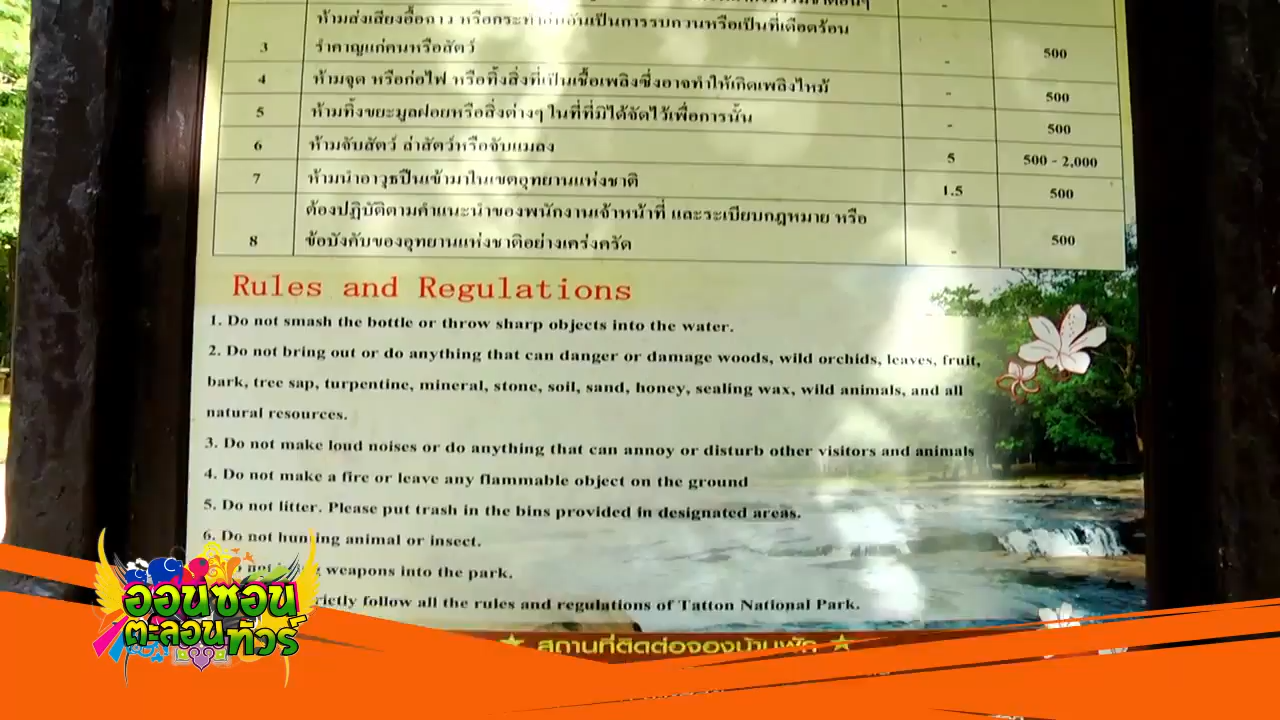 ห้ามส่งเสียงอื้อฉาว หรือกระทำ อันเป็นการรบกวนหรือเป็นที่เดือดร้อน
3 รำคาญแก่คนหรือสัตว์ - 500
4 ห้ามจุด หรือก่อไฟ หรือทิ้งสิ่งที่เป็นเชื้อเพลิงซึ่งอาจทำให้เกิดเพลิงไหม้ - 500
5 ห้ามทิ้งขยะมูลฝอยหรือสิ่งต่างๆ ในที่ที่มิได้จัดไว้เพื่อการนั้น - 500
6 ห้ามจับสัตว์ ล่าสัตว์หรือจับแมลง 5 500 - 2,000
7 ห้ามนำอาวุธปืนเข้ามาในเขตอุทยานแห่งชาติ 1.5 500
ต้องปฏิบัติตามคำแนะนำของพนักงานเจ้าหน้าที่ และระเบียบกฎหมาย หรือ
8 ข้อบังคับของอุทยานแห่งชาติอย่างเคร่งครัด - 500
Rules and Regulations
1. Do not smash the bottle or throw sharp objects into the water.
2. Do not bring out or do anything that can danger or damage woods, wild orchids, leaves, fruit,
bark, tree sap, turpentine, mineral, stone, soil, sand, honey, sealing wax, wild animals, and all
natural resources.
3. Do not make loud noises or do anything that can annoy or disturb other visitors and animals
4. Do not make a fire or leave any flammable object on the ground
5. Do not litter. Please put trash in the bins provided in designated areas.
6. Do not hunting animal or insect.
not weapons into the park.
follow all the rules and regulations of Tatton National Park.
สถานที่ติดต่อจองบ้านพัก
ออนซอน
ตะลอนทัวร์